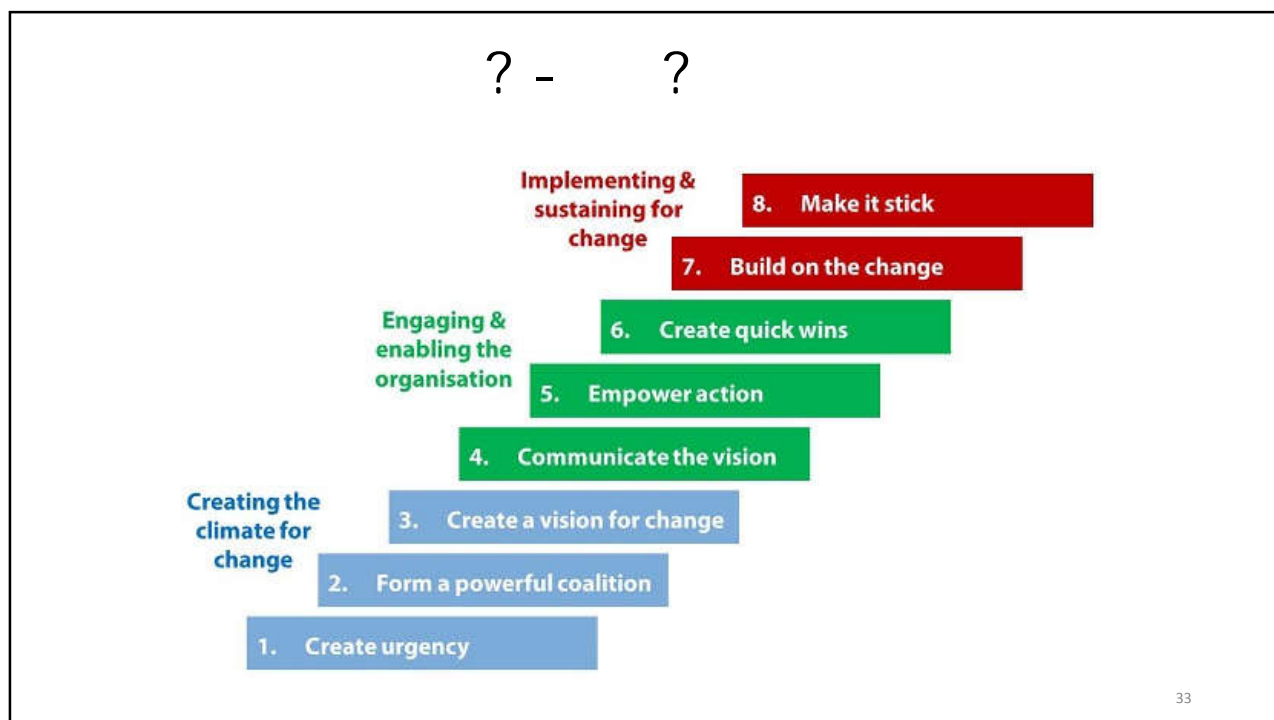 ? - ?
Implementing &
sustaining for
change
8. Make it stick
7. Build on the change
Engaging &
enabling the
organisation
6. Create quick wins
5. Empower action
4. Communicate the vision
Creating the
climate for
change
3. Create a vision for change
2. Form a powerful coalition
1. Create urgency
33